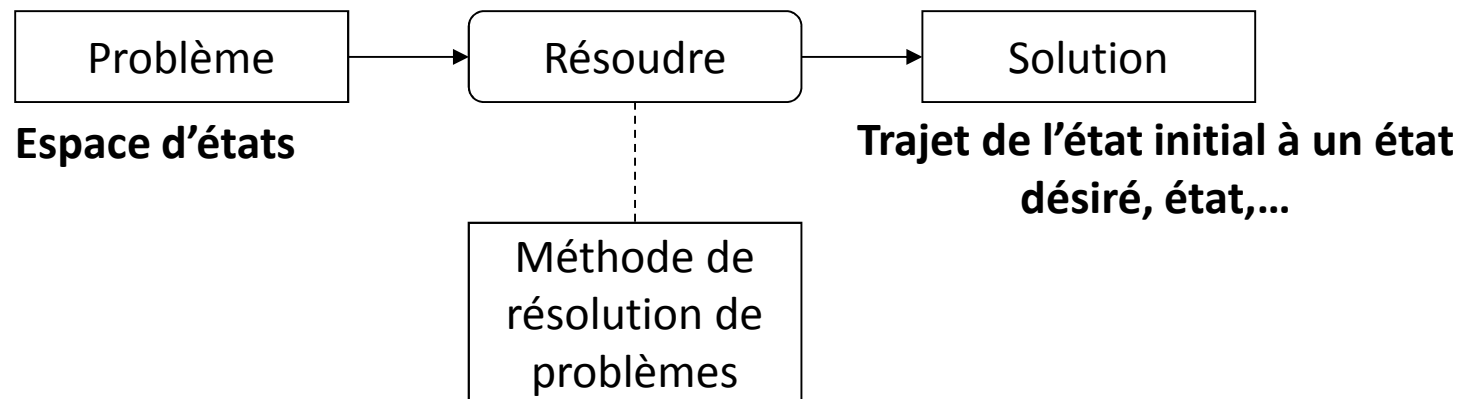 Problème
Résoudre
Solution
Espace d’états
Trajet de l’état initial à un état
désiré, état,…
Méthode de
résolution de
problèmes